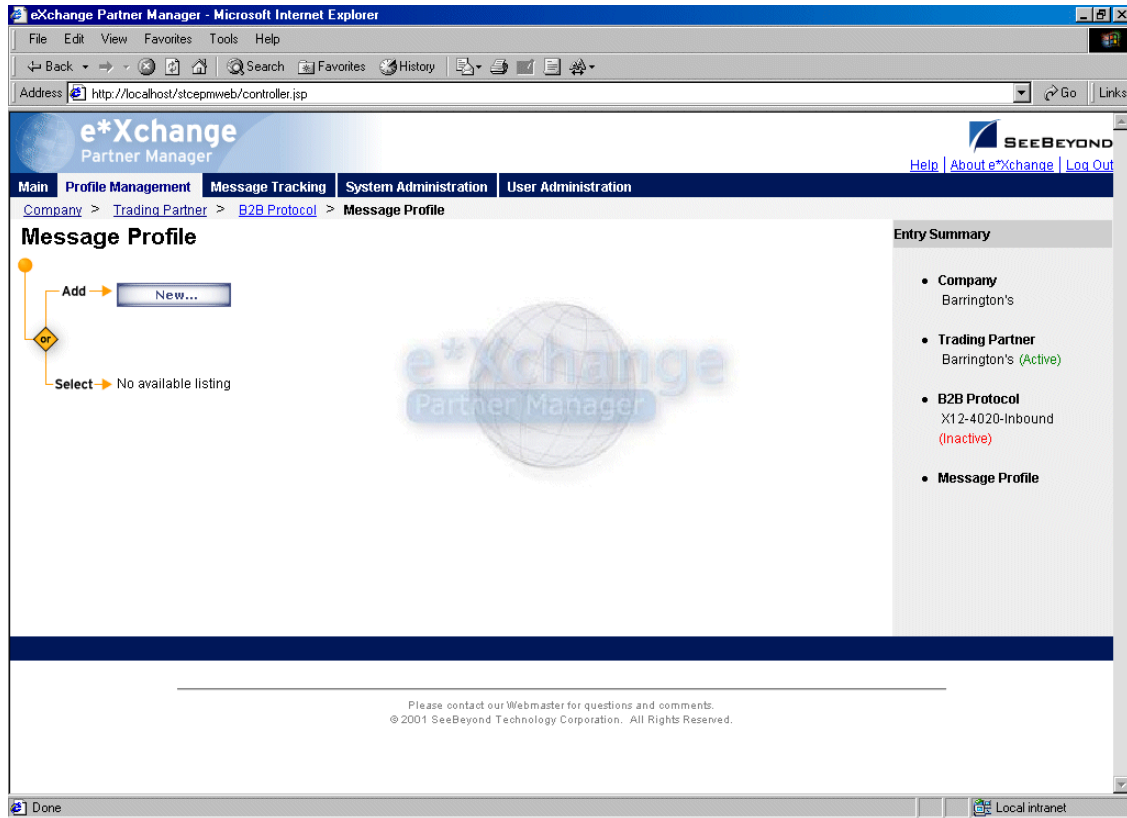 eXchange Partner Manager - Microsoft Internet Explorer
File Edit View Favorites Tools Help
Back Search Favorites History
Address http://localhost/stcepmweb/controller.jsp Go Links
e*Xchange
Partner Manager
SEEBEYOND
Help | About e*Xchange | Log Out
Main Profile Management Message Tracking System Administration User Administration
Company > Trading Partner > B2B Protocol > Message Profile
Message Profile
Add New...
or
Select No available listing
e*Xchange
Partner Manager
Entry Summary
• Company
Barrington's
• Trading Partner
Barrington's (Active)
• B2B Protocol
X12-4020-Inbound
(Inactive)
• Message Profile
Please contact our Webmaster for questions and comments.
© 2001 SeeBeyond Technology Corporation. All Rights Reserved.
Done Local intranet